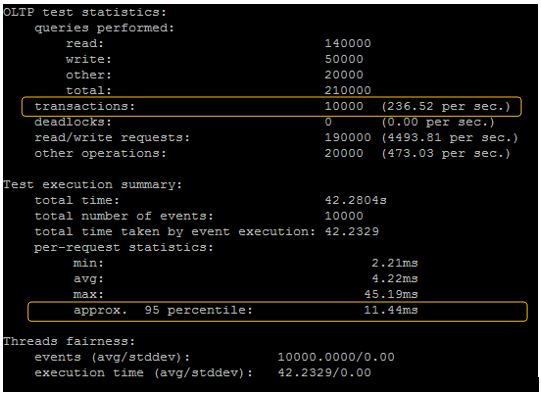 OLTP test statistics:
    queries performed:
        read:                            140000
        write:                           50000
        other:                           20000
        total:                           210000
    transactions:                        10000  (236.52 per sec.)
    deadlocks:                           0      (0.00 per sec.)
    read/write requests:                 190000 (4493.81 per sec.)
    other operations:                    20000  (473.03 per sec.)
Test execution summary:
    total time:                          42.2804s
    total number of events:              10000
    total time taken by event execution: 42.2329
    per-request statistics:
         min:                                  2.21ms
         avg:                                  4.22ms
         max:                                 45.19ms
         approx.  95 percentile:              11.44ms
Threads fairness:
    events (avg/stddev):           10000.0000/0.00
    execution time (avg/stddev):   42.2329/0.00